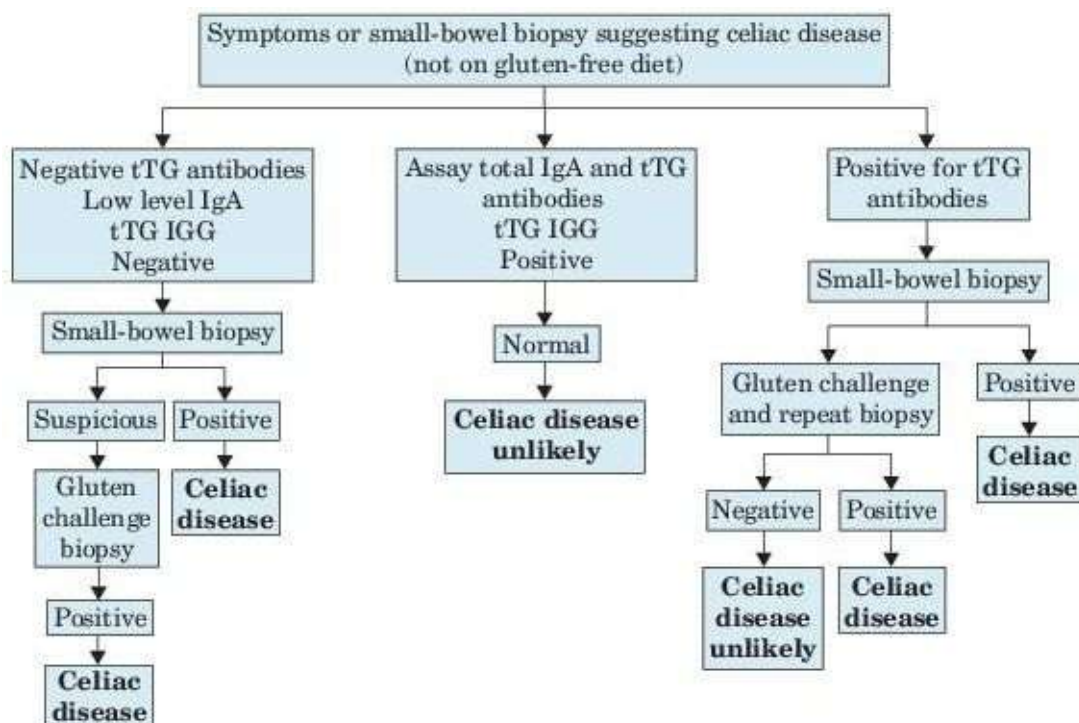 Symptoms or small-bowel biopsy suggesting celiac disease
(not on gluten-free diet)
Negative tTG antibodies
Low level IgA
tTG IGG
Negative
Small-bowel biopsy
Suspicious
Positive
Gluten
challenge
biopsy
Celiac
disease
Positive
Celiac
disease
Assay total IgA and tTG
antibodies
tTG IGG
Positive
Normal
Celiac disease
unlikely
Positive for tTG
antibodies
Small-bowel biopsy
Gluten challenge
and repeat biopsy
Positive
Celiac
disease
Negative
Positive
Celiac
disease
unlikely
Celiac
disease